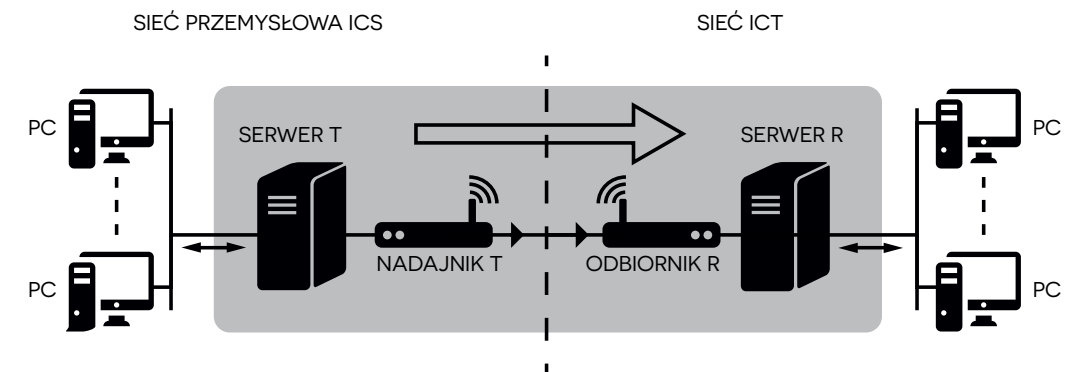 SIEĆ PRZEMYSŁOWA ICS
SIEĆ ICT
PC
SERWER T
SERWER R
PC
NADAJNIK T
ODBIORNIK R
PC
PC